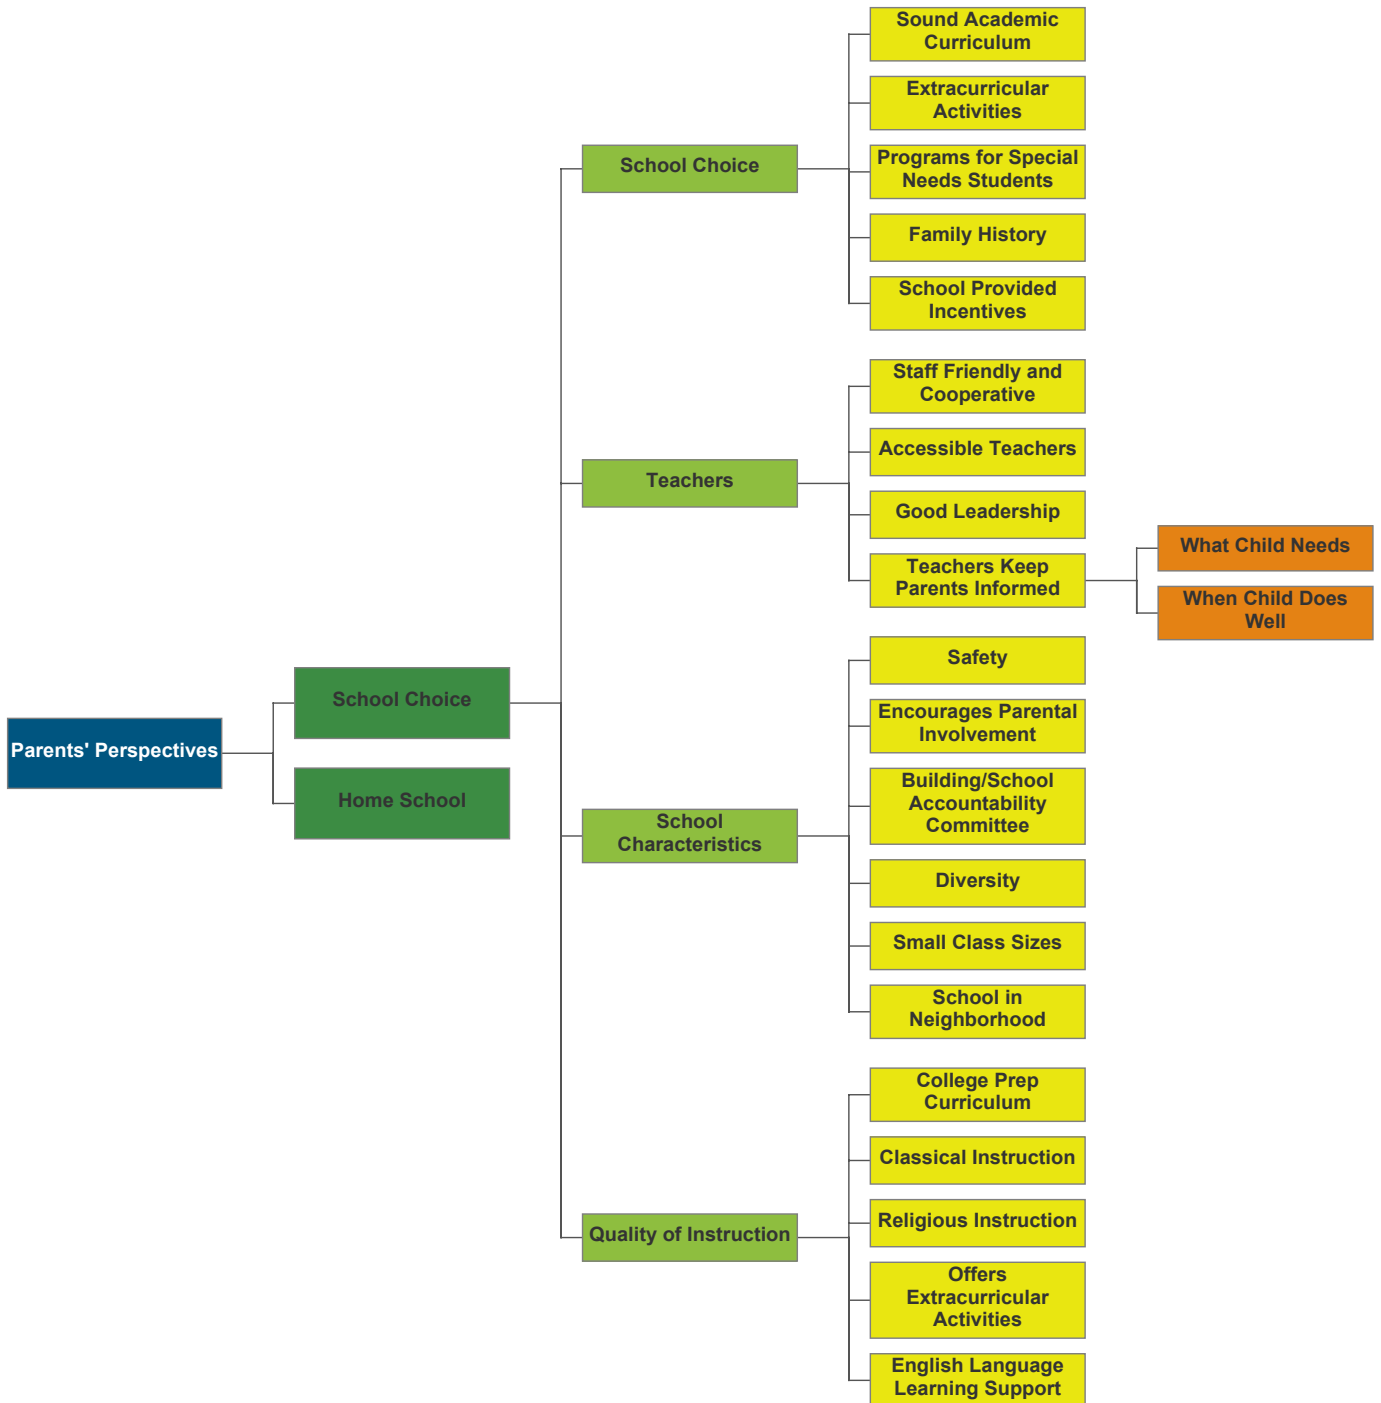 Sound Academic
Curriculum
Extracurricular
Activities
School Choice
Programs for Special
Needs Students
Family History
School Provided
Incentives
Staff Friendly and
Cooperative
Accessible Teachers
Teachers
Good Leadership
Teachers Keep
Parents Informed
What Child Needs
When Child Does
Well
Parents' Perspectives
School Choice
Home School
Safety
Encourages Parental
Involvement
Building/School
Accountability
Committee
School
Characteristics
Diversity
Small Class Sizes
School in
Neighborhood
College Prep
Curriculum
Classical Instruction
Religious Instruction
Quality of Instruction
Offers
Extracurricular
Activities
English Language
Learning Support